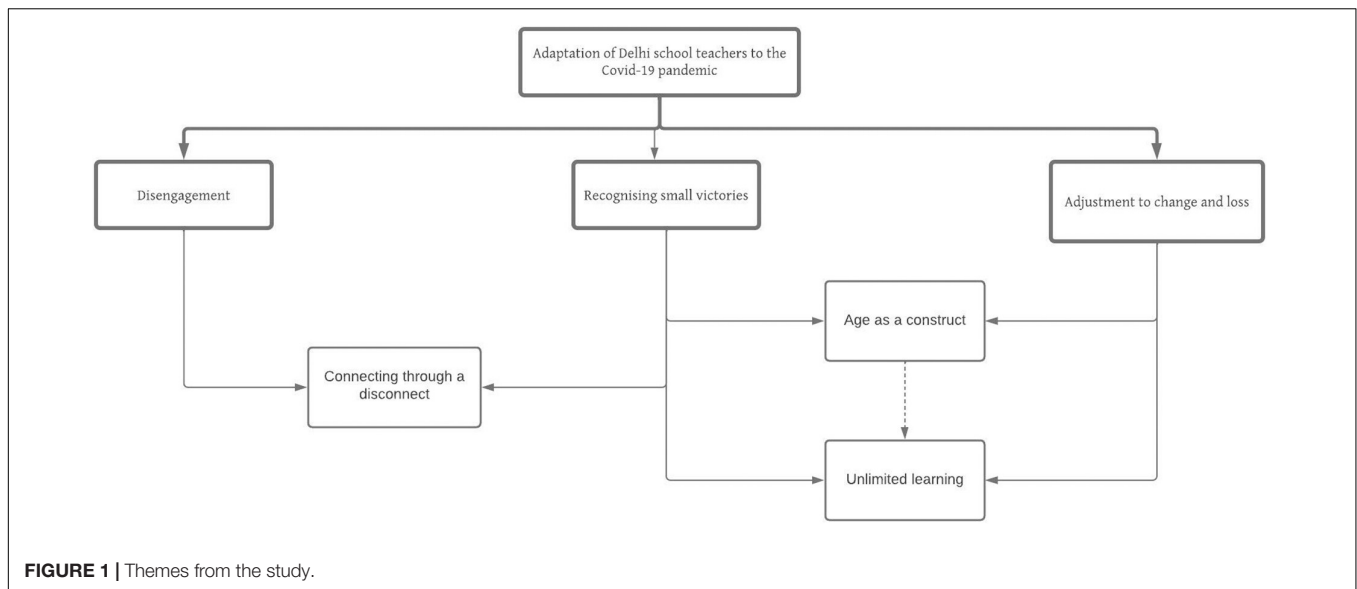 Adaptation of Delhi school teachers to the
Covid-19 pandemic
Disengagement
Recognising small victories
Adjustment to change and loss
Age as a construct
Connecting through a
disconnect
Unlimited learning
FIGURE 1 | Themes from the study.